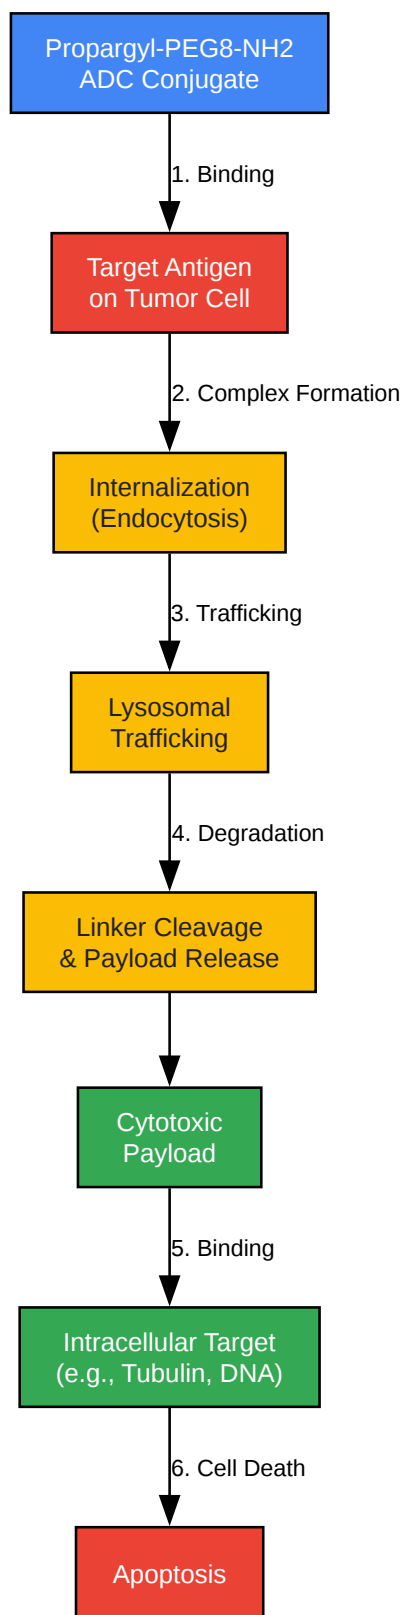 Propargyl-PEG8-NH2
ADC Conjugate
1. Binding
Target Antigen
on Tumor Cell
2. Complex Formation
Internalization
(Endocytosis)
3. Trafficking
Lysosomal
Trafficking
4. Degradation
Linker Cleavage
& Payload Release
Cytotoxic
Payload
5. Binding
Intracellular Target
(e.g., Tubulin, DNA)
6. Cell Death
Apoptosis